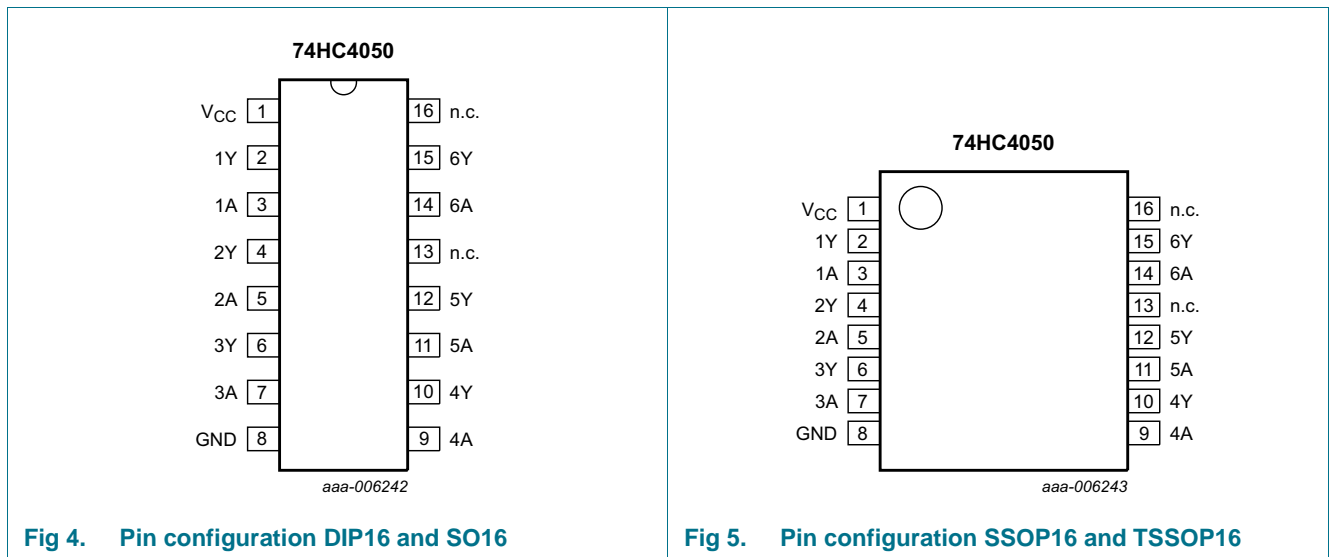 74HC4050
VCC 1 16 n.c.
1Y 2 15 6Y
1A 3 14 6A
2Y 4 13 n.c.
2A 5 12 5Y
3Y 6 11 5A
3A 7 10 4Y
GND 8 9 4A
aaa-006242
Fig 4. Pin configuration DIP16 and SO16
74HC4050
VCC 1 16 n.c.
1Y 2 15 6Y
1A 3 14 6A
2Y 4 13 n.c.
2A 5 12 5Y
3Y 6 11 5A
3A 7 10 4Y
GND 8 9 4A
aaa-006243
Fig 5. Pin configuration SSOP16 and TSSOP16